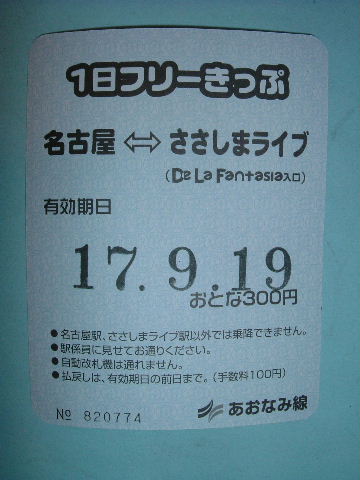 1日フリーきっぷ
名古屋 ⇔ ささしまライブ
(De La Fantasia入口)
有効期日
17. 9. 19
おとな300円
●名古屋駅、ささしまライブ駅以外では乗降できません。
●駅係員に見せてお通りください。
●自動改札機は通れません。
●払戻しは、有効期日の前日まで。(手数料100円)
№ 820774
あおなみ線